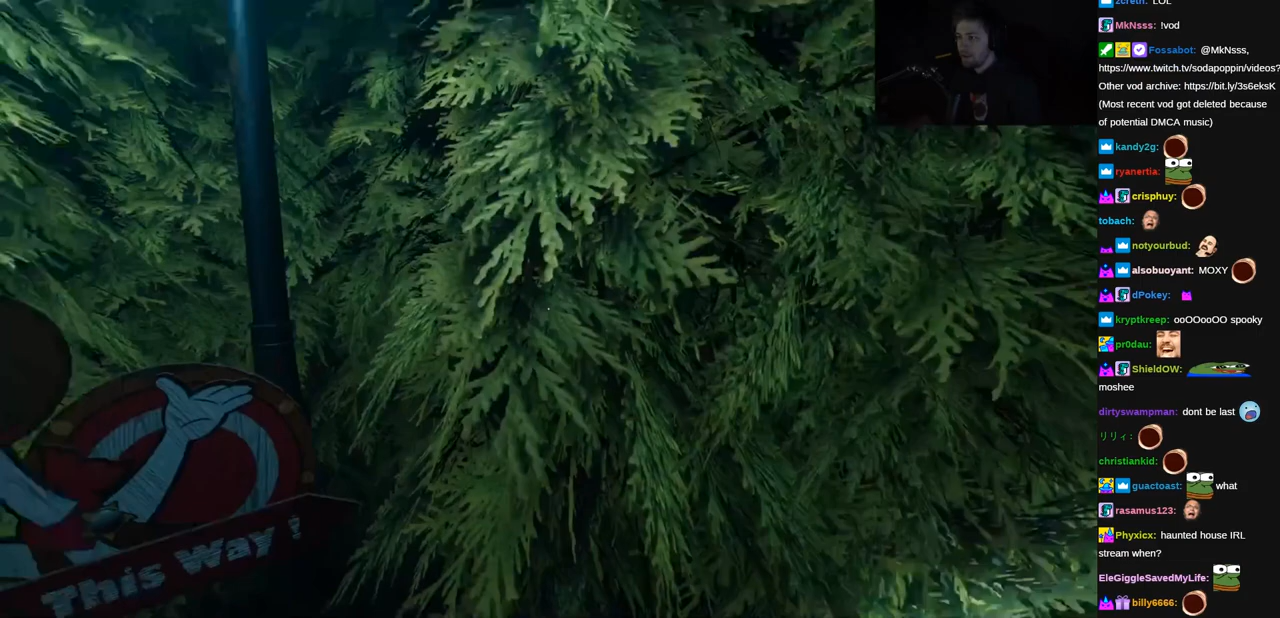 zcreth: LOL
MkNsss: !vod
Fossabot: @MkNsss,
https://www.twitch.tv/sodapoppin/videos?
Other vod archive: https://bit.ly/3s6eksK
(Most recent vod got deleted because
of potential DMCA music)
kandy2g:
ryanertia:
crisphuy:
tobach:
notyourbud:
alsobuoyant: MOXY
dPokey:
kryptkreep: ooOOooOO spooky
pr0dau:
ShieldOW:
moshee
dirtyswampman: dont be last
リリィ:
christiankid:
guactoast: what
rasamus123:
Phyxicx: haunted house IRL
stream when?
EleGiggleSavedMyLife:
billy6666:
This Way !